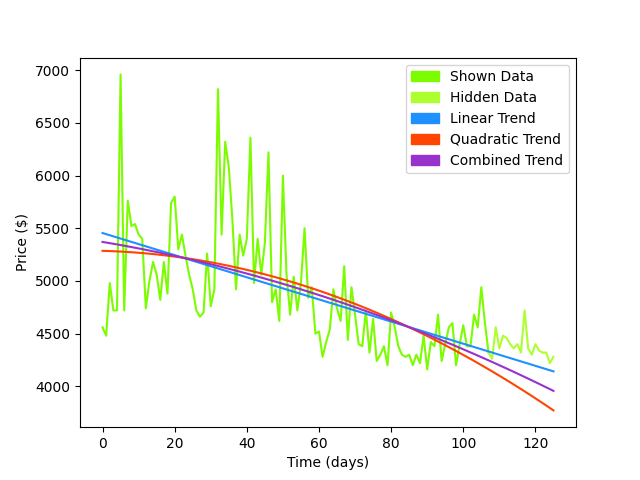 7000
6500
6000
5500
5000
4500
4000
Price ($)
0
20
40
60
80
100
120
Time (days)
Shown Data
Hidden Data
Linear Trend
Quadratic Trend
Combined Trend